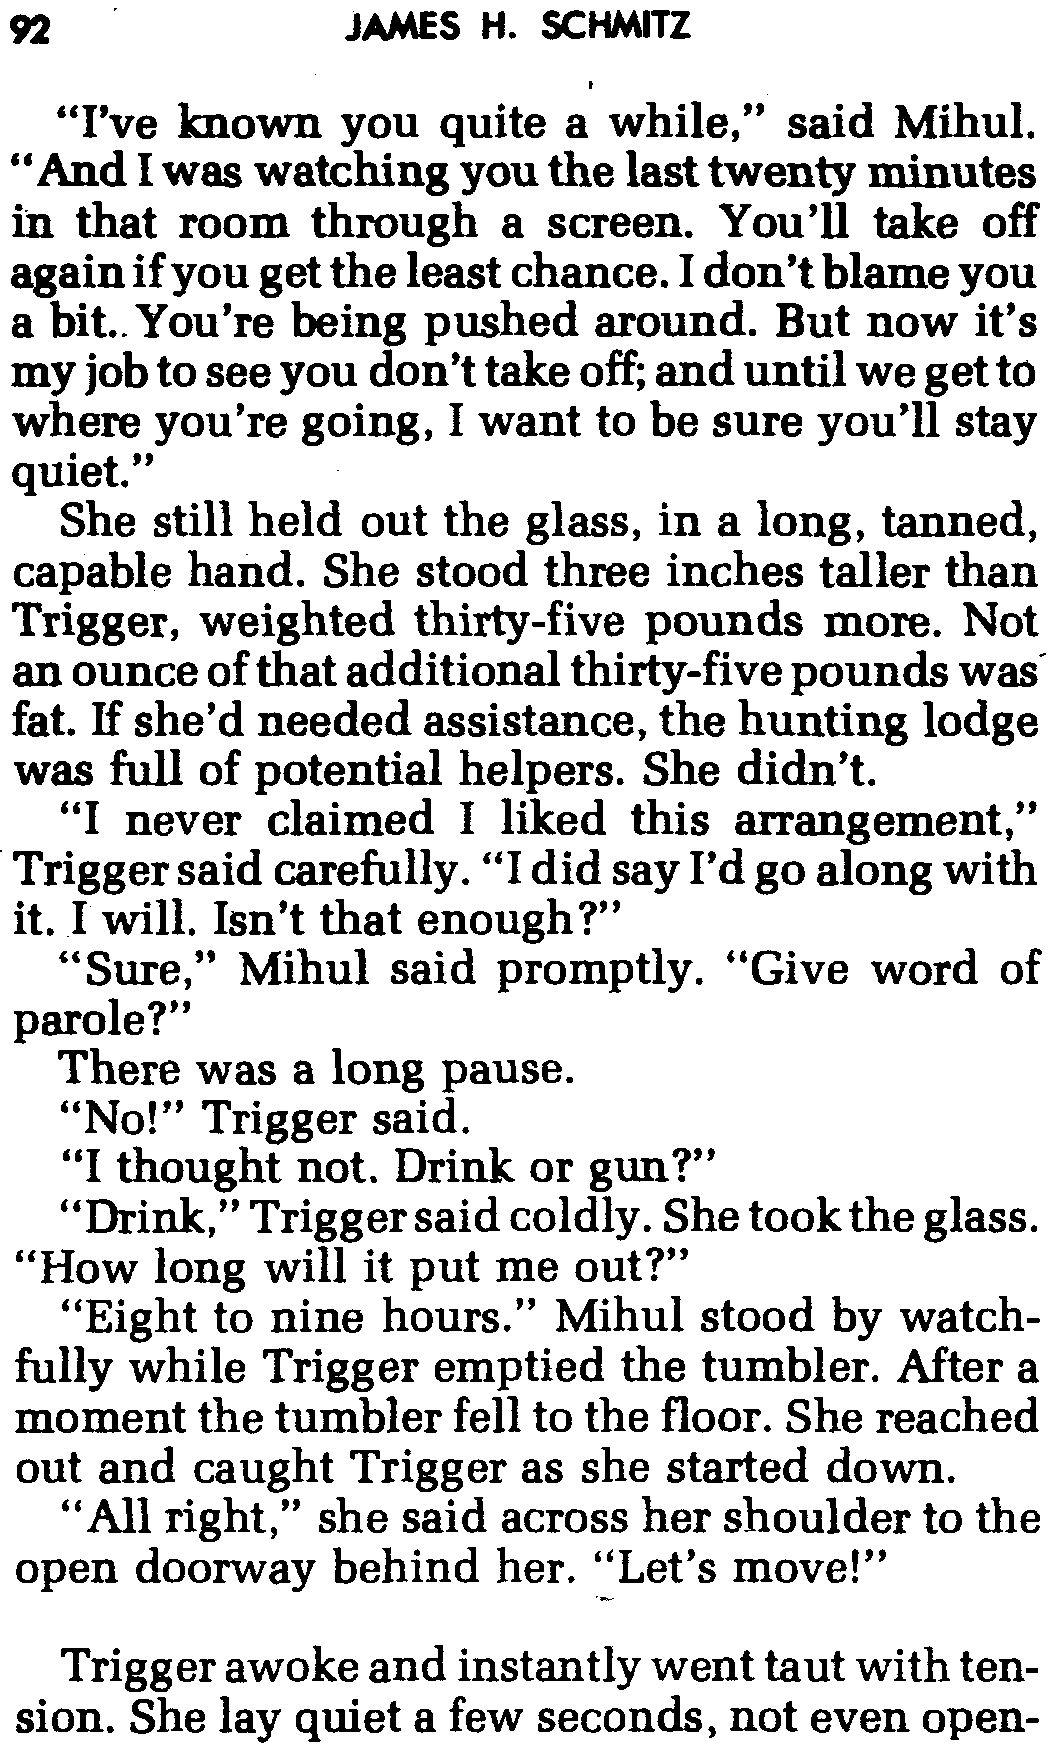 92 JAMES H. SCHMITZ
“I've known you quite a while,” said Mihul.
“And I was watching you the last twenty minutes
in that room through a screen. You'll take off
again if you get the least chance. I don't blame you
a bit. You're being pushed around. But now it's
my job to see you don't take off; and until we get to
where you're going, I want to be sure you'll stay
quiet.”
She still held out the glass, in a long, tanned,
capable hand. She stood three inches taller than
Trigger, weighted thirty-five pounds more. Not
an ounce of that additional thirty-five pounds was
fat. If she'd needed assistance, the hunting lodge
was full of potential helpers. She didn't.
“I never claimed I liked this arrangement,”
Trigger said carefully. “I did say I'd go along with
it. I will. Isn't that enough?”
“Sure,” Mihul said promptly. “Give word of
parole?”
There was a long pause.
“No!” Trigger said.
“I thought not. Drink or gun?”
“Drink,” Trigger said coldly. She took the glass.
“How long will it put me out?”
“Eight to nine hours.” Mihul stood by watch-
fully while Trigger emptied the tumbler. After a
moment the tumbler fell to the floor. She reached
out and caught Trigger as she started down.
“All right,” she said across her shoulder to the
open doorway behind her. “Let's move!”
Trigger awoke and instantly went taut with ten-
sion. She lay quiet a few seconds, not even open-